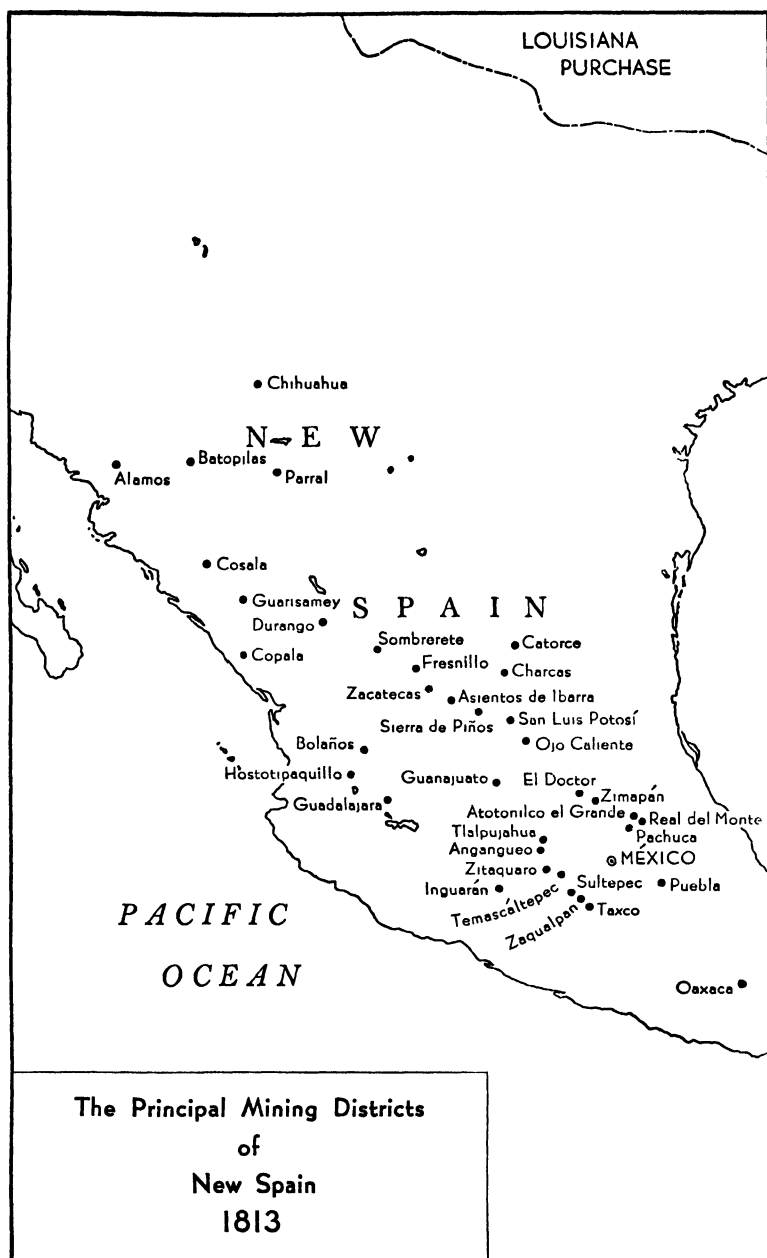 LOUISIANA
PURCHASE
Chihuahua
NEW
Batopilas
Alamos
Parral
Cosala
Guarisamey
SPAIN
Durango
Sombrerete
Catorce
Copala
Fresnillo
Charcas
Zacatecas
Asientos de Ibarra
Sierra de Piños
San Luis Potosí
Bolaños
Ojo Caliente
Hostotipaquillo
Guanajuato
El Doctor
Zimapán
Guadalajara
Atotonilco el Grande
Real del Monte
Tlalpujahua
Pachuca
Angangueo
MÉXICO
Zitaquaro
Sultepec
Puebla
Inguarán
Temascáltepec
Zaqualpan
Taxco
PACIFIC
OCEAN
Oaxaca
The Principal Mining Districts
of
New Spain
1813